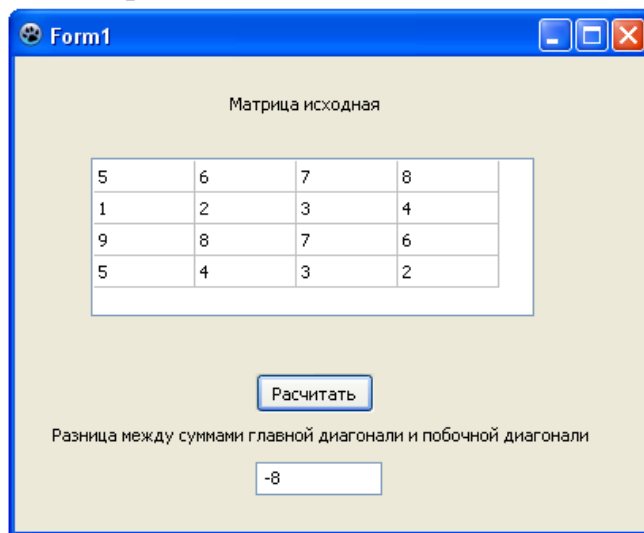 Form1
Матрица исходная
5 6 7 8
1 2 3 4
9 8 7 6
5 4 3 2
Расчитать
Разница между суммами главной диагонали и побочной диагонали
-8